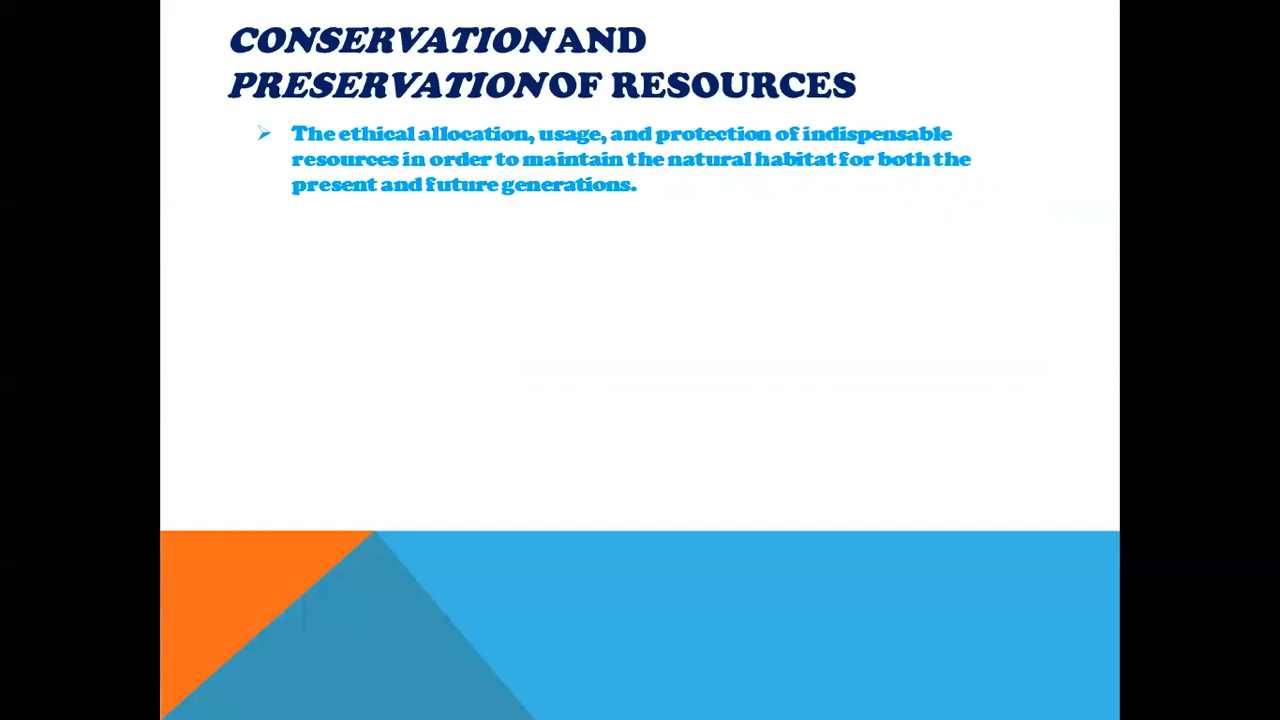 CONSERVATION AND
PRESERVATION OF RESOURCES
The ethical allocation, usage, and protection of indispensable
resources in order to maintain the natural habitat for both the
present and future generations.